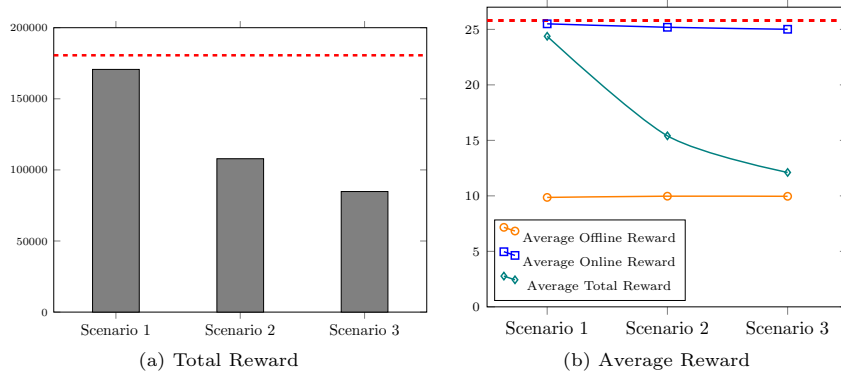 200000
150000
100000
50000
0
Scenario 1 Scenario 2 Scenario 3
(a) Total Reward
25
20
15
10
5
0
Average Offline Reward
Average Online Reward
Average Total Reward
Scenario 1 Scenario 2 Scenario 3
(b) Average Reward